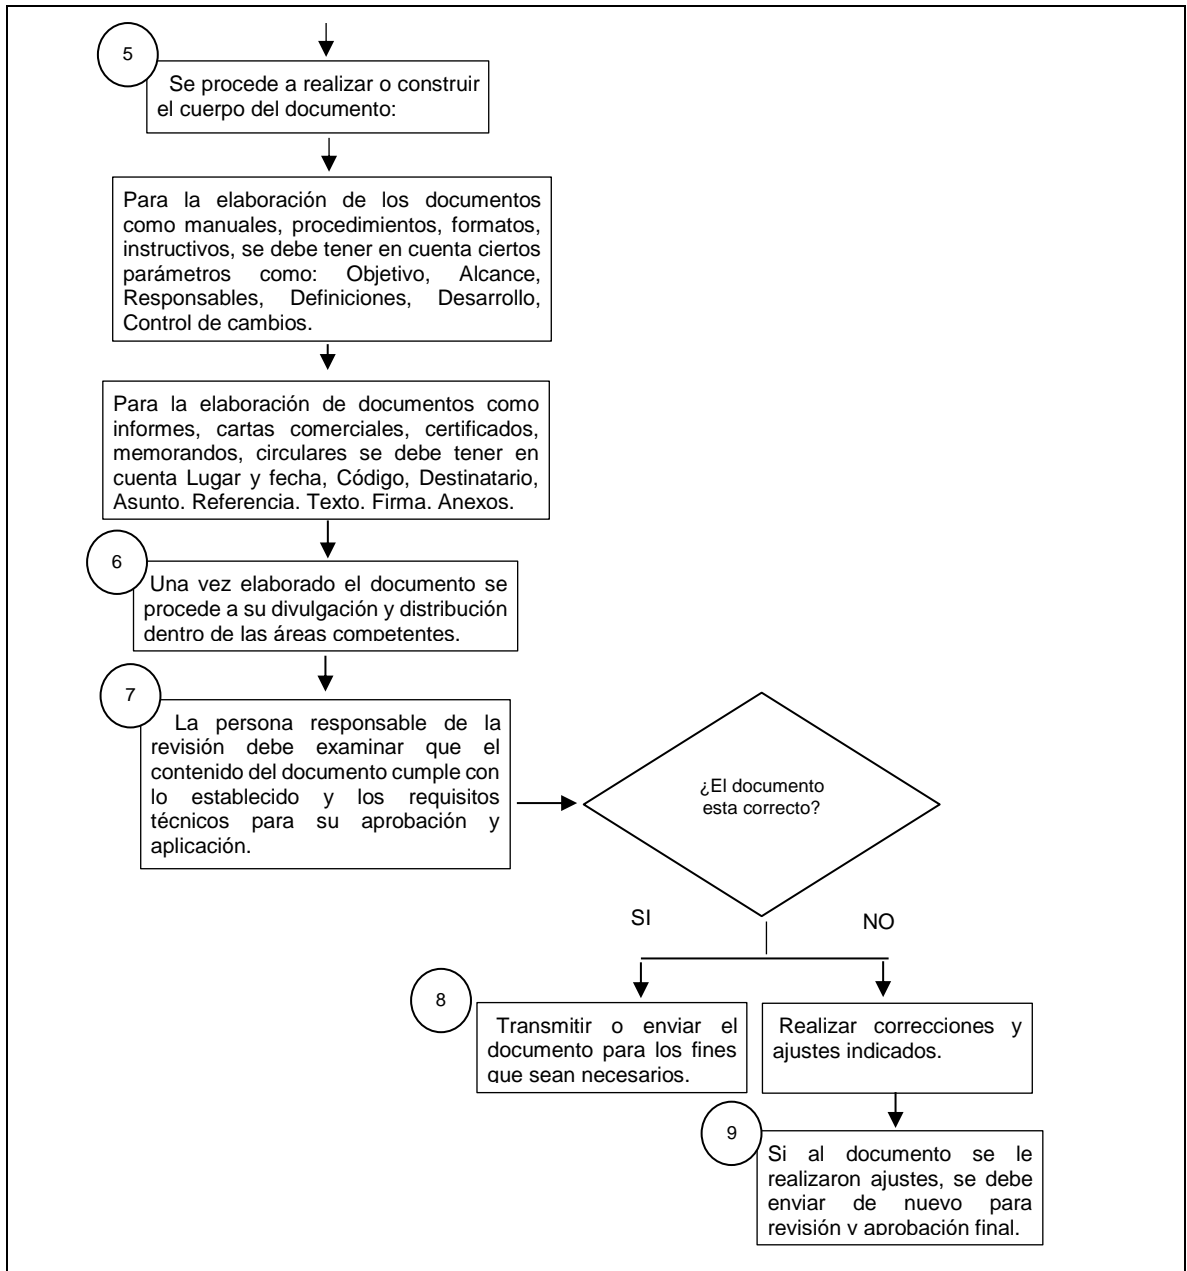 5
Se procede a realizar o construir
el cuerpo del documento:
Para la elaboración de los documentos
como manuales, procedimientos, formatos,
instructivos, se debe tener en cuenta ciertos
parámetros como: Objetivo, Alcance,
Responsables, Definiciones, Desarrollo,
Control de cambios.
Para la elaboración de documentos como
informes, cartas comerciales, certificados,
memorandos, circulares se debe tener en
cuenta Lugar y fecha, Código, Destinatario,
Asunto. Referencia. Texto. Firma. Anexos.
6
Una vez elaborado el documento se
procede a su divulgación y distribución
dentro de las áreas competentes.
7
La persona responsable de la
revisión debe examinar que el
contenido del documento cumple con
lo establecido y los requisitos
técnicos para su aprobación y
aplicación.
¿El documento
esta correcto?
SI
NO
8
Transmitir o enviar el
documento para los fines
que sean necesarios.
Realizar correcciones y
ajustes indicados.
9
Si al documento se le
realizaron ajustes, se debe
enviar de nuevo para
revisión y aprobación final.